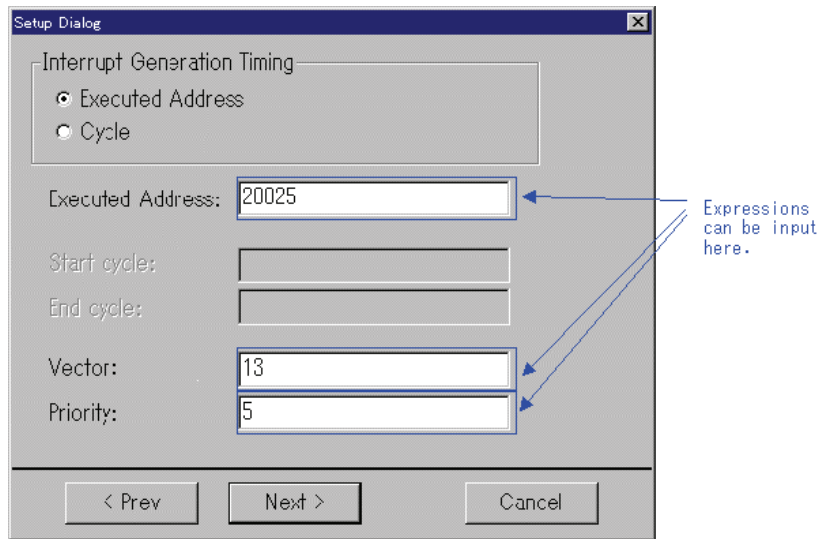 Setup Dialog
Interrupt Generation Timing
Executed Address
Cycle
Executed Address: 20025
Expressions
can be input
here.
Start cycle:
End cycle:
Vector: 13
Priority: 5
< Prev Next > Cancel